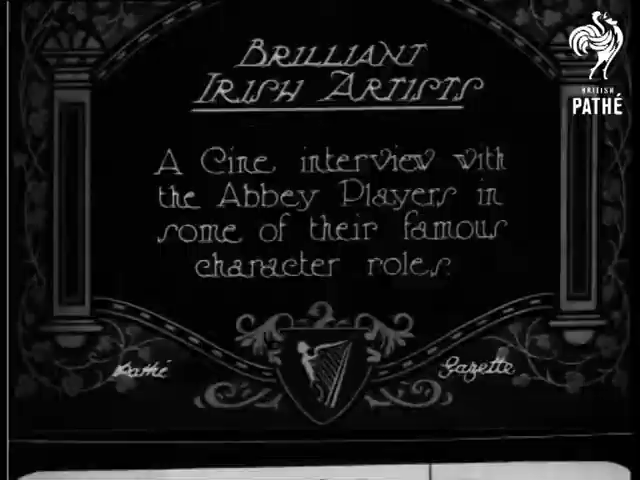 BRILLIANT
IRISH ARTISTS
A Cine interview with
the Abbey Players in
some of their famous
character roles.
Pathé
Gazette
BRITISH
PATHÉ